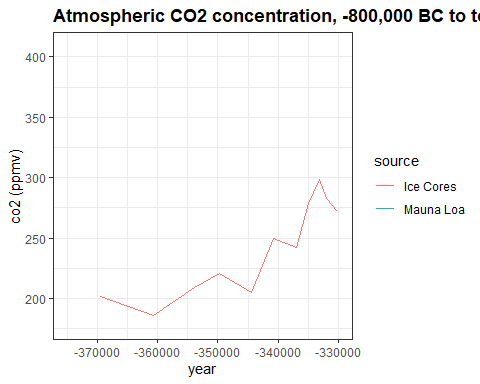 Atmospheric CO2 concentration, -800,000 BC to to
400
350
300
250
200
co2 (ppmv)
-370000 -360000 -350000 -340000 -330000
year
source
Ice Cores
Mauna Loa